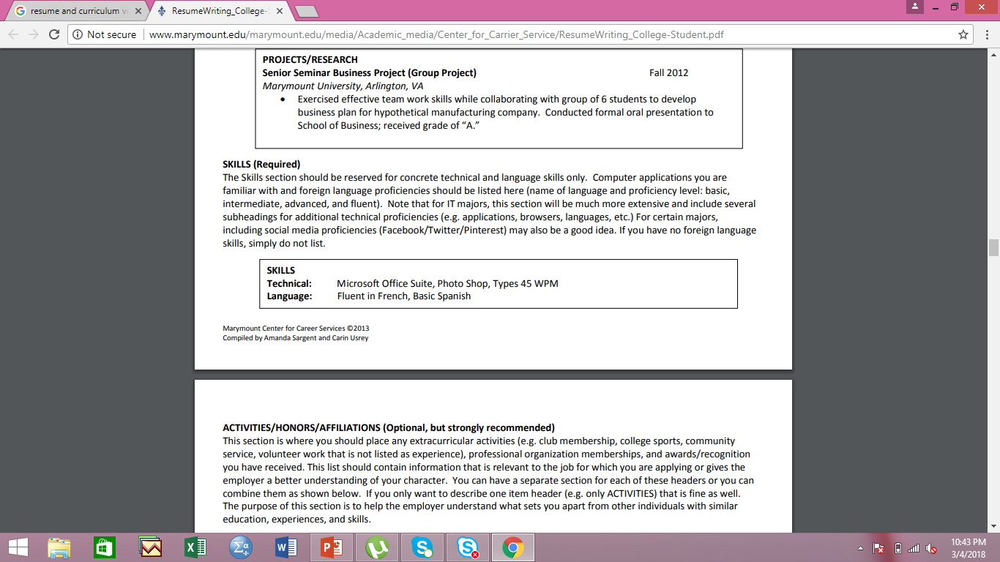 resume and curriculum vi
ResumeWriting_College-S
Not secure
www.marymount.edu/marymount.edu/media/Academic_media/Center_for_Carrier_Service/ResumeWriting_College-Student.pdf
PROJECTS/RESEARCH
Senior Seminar Business Project (Group Project) Fall 2012
Marymount University, Arlington, VA
• Exercised effective team work skills while collaborating with group of 6 students to develop
business plan for hypothetical manufacturing company. Conducted formal oral presentation to
School of Business; received grade of “A.”
SKILLS (Required)
The Skills section should be reserved for concrete technical and language skills only. Computer applications you are
familiar with and foreign language proficiencies should be listed here (name of language and proficiency level: basic,
intermediate, advanced, and fluent). Note that for IT majors, this section will be much more extensive and include several
subheadings for additional technical proficiencies (e.g. applications, browsers, languages, etc.) For certain majors,
including social media proficiencies (Facebook/Twitter/Pinterest) may also be a good idea. If you have no foreign language
skills, simply do not list.
SKILLS
Technical: Microsoft Office Suite, Photo Shop, Types 45 WPM
Language: Fluent in French, Basic Spanish
Marymount Center for Career Services ©2013
Compiled by Amanda Sargent and Carin Usrey
ACTIVITIES/HONORS/AFFILIATIONS (Optional, but strongly recommended)
This section is where you should place any extracurricular activities (e.g. club membership, college sports, community
service, volunteer work that is not listed as experience), professional organization memberships, and awards/recognition
you have received. This list should contain information that is relevant to the job for which you are applying or gives the
employer a better understanding of your character. You can have a separate section for each of these headers or you can
combine them as shown below. If you only want to describe one item header (e.g. only ACTIVITIES) that is fine as well.
The purpose of this section is to help the employer understand what sets you apart from other individuals with similar
education, experiences, and skills.
10:43 PM
3/4/2018